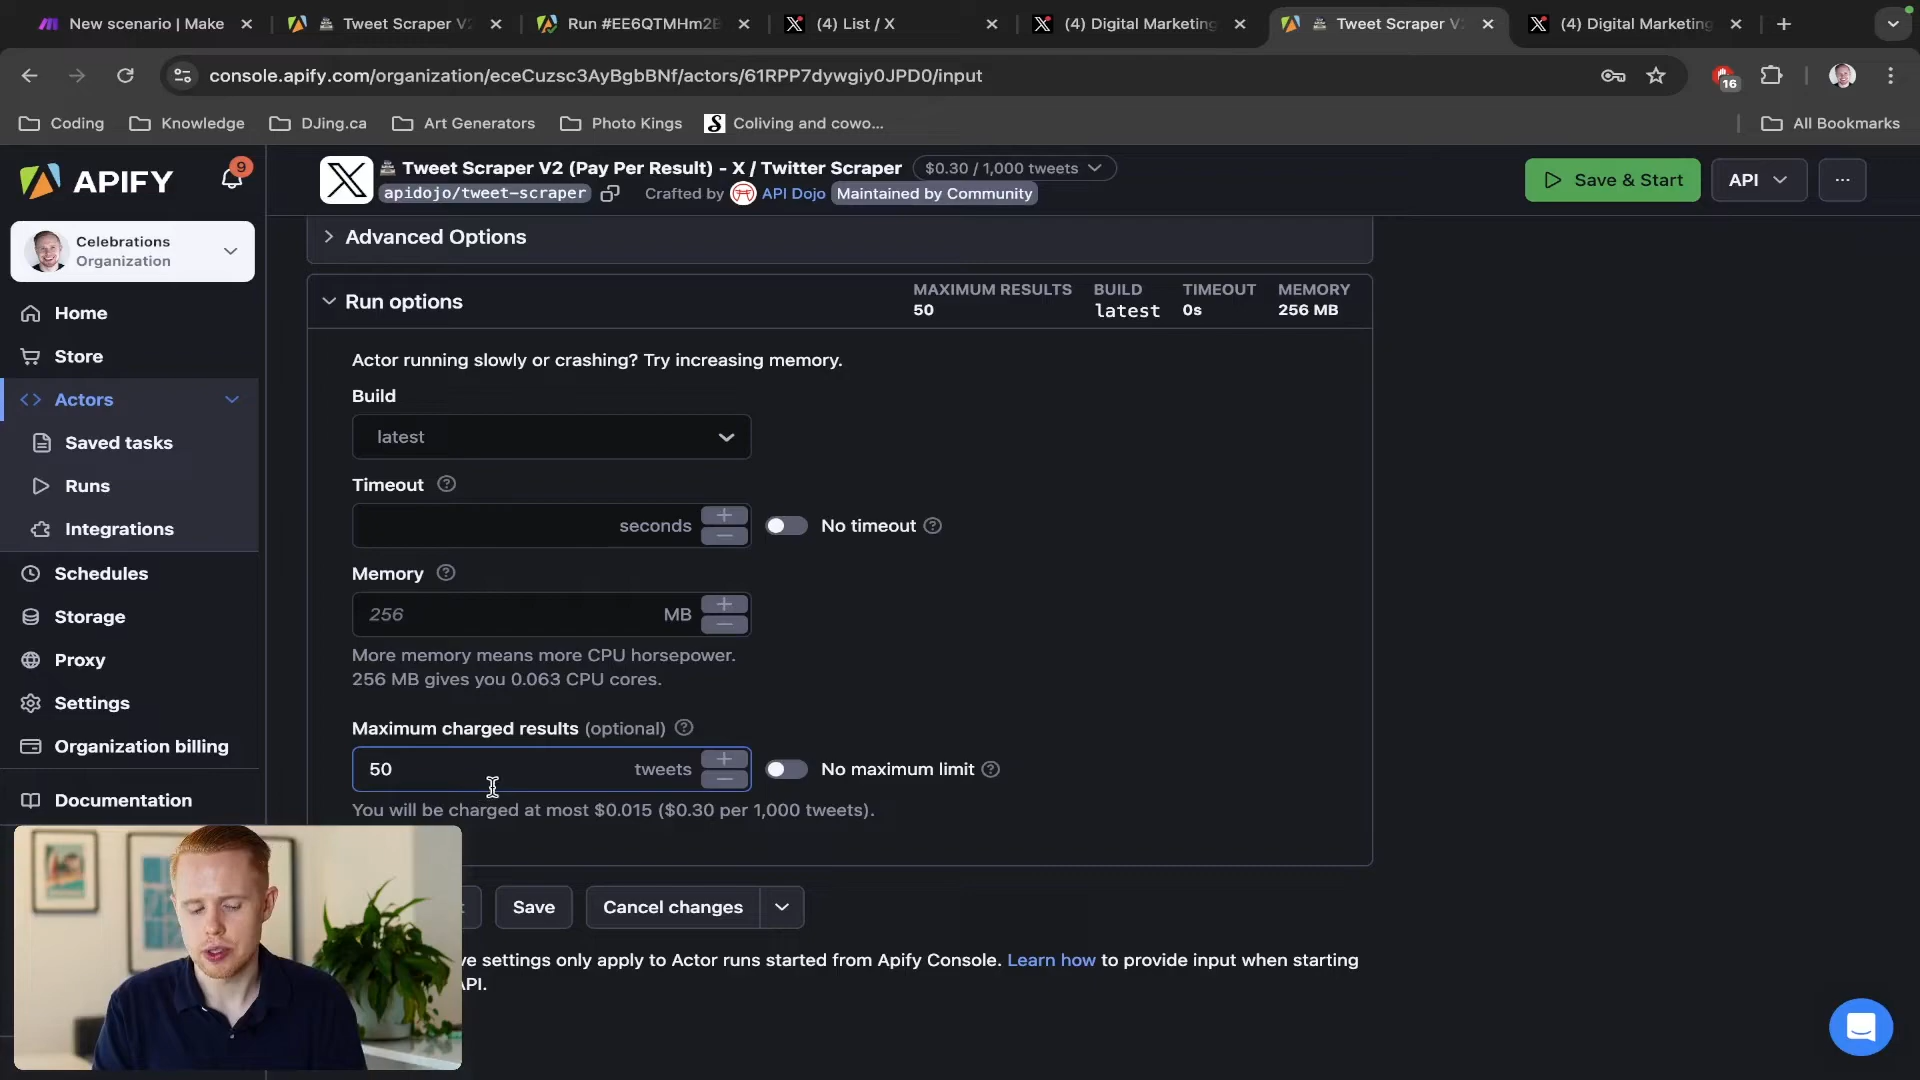 New scenario | Make
Tweet Scraper V2
Run #EE6QTMHm2E
(4) List / X
(4) Digital Marketing
Tweet Scraper V2
(4) Digital Marketing
console.apify.com/organization/eceCuzsc3AyBgbBNf/actors/61RPP7dywgiy0JPD0/input
16
Coding
Knowledge
DJing.ca
Art Generators
Photo Kings
Coliving and cowo...
All Bookmarks
APIFY
9
Tweet Scraper V2 (Pay Per Result) - X / Twitter Scraper
$0.30 / 1,000 tweets
apidojo/tweet-scraper
Crafted by API Dojo
Maintained by Community
Save & Start
API
...
Celebrations
Organization
Home
Store
Actors
Saved tasks
Runs
Integrations
Schedules
Storage
Proxy
Settings
Organization billing
Documentation
Advanced Options
Run options
MAXIMUM RESULTS
50
BUILD
latest
TIMEOUT
0s
MEMORY
256 MB
Actor running slowly or crashing? Try increasing memory.
Build
latest
Timeout
seconds
No timeout
Memory
256
MB
More memory means more CPU horsepower.
256 MB gives you 0.063 CPU cores.
Maximum charged results (optional)
50
tweets
No maximum limit
You will be charged at most $0.015 ($0.30 per 1,000 tweets).
Save
Cancel changes
ve settings only apply to Actor runs started from Apify Console. Learn how to provide input when starting
API.